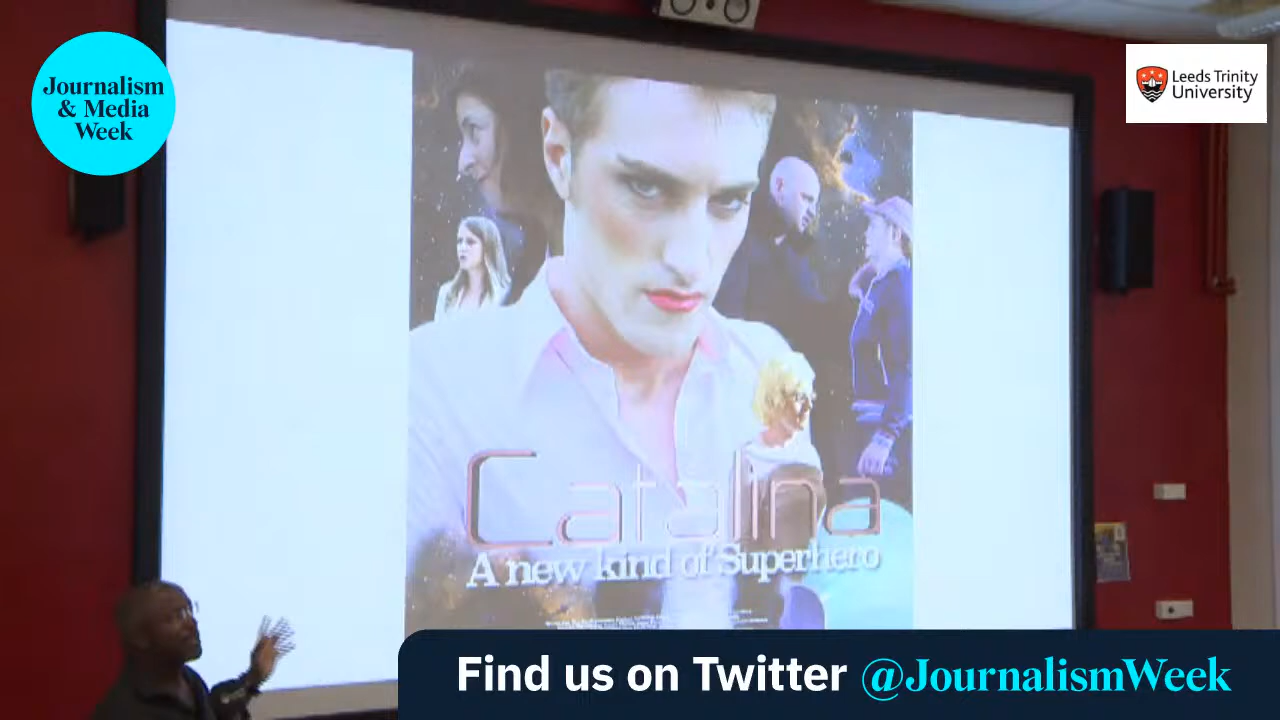 Journalism
& Media
Week
Leeds Trinity
University
Catalina
A new kind of Superhero
Find us on Twitter @JournalismWeek